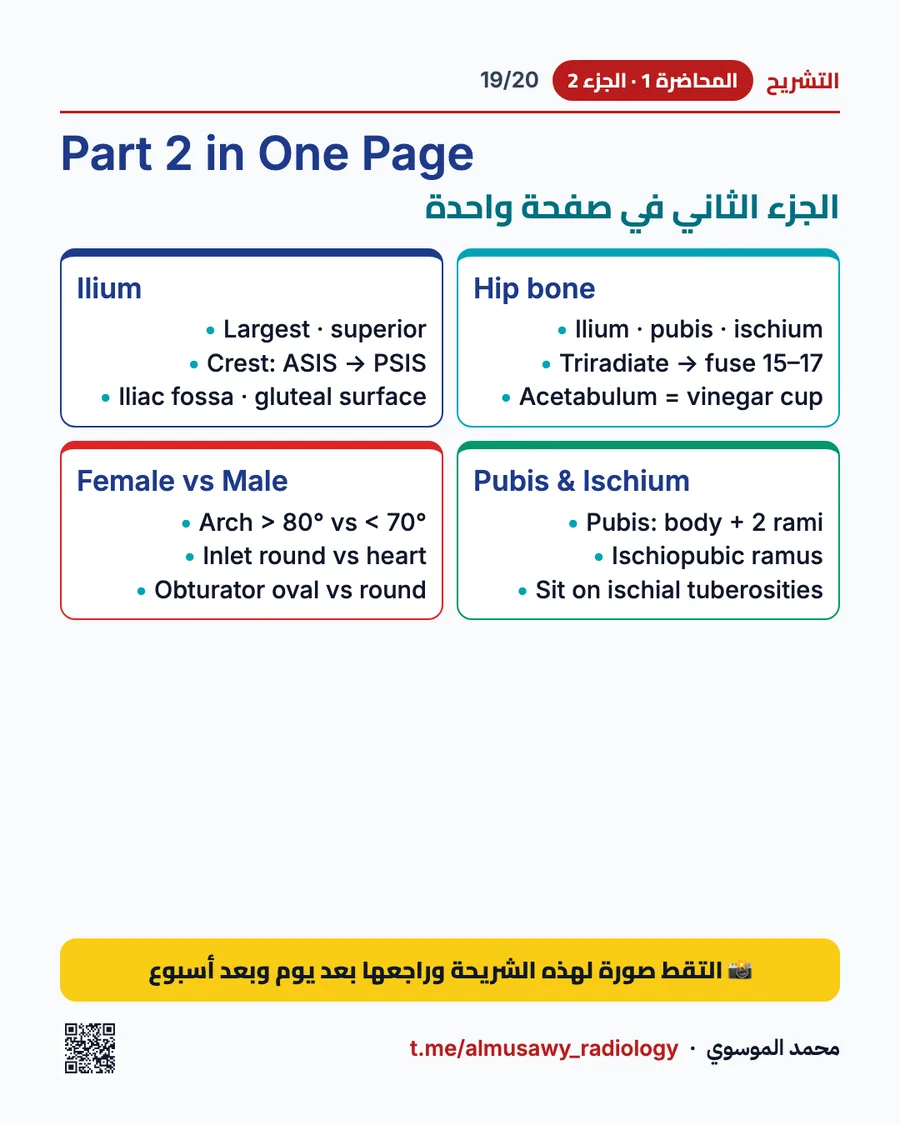 التشريح
المحاضرة 1 · الجزء 2
19/20
Part 2 in One Page
الجزء الثاني في صفحة واحدة
Hip bone
• Ilium · pubis · ischium
• Triradiate → fuse 15–17
• Acetabulum = vinegar cup
Ilium
• Largest · superior
• Crest: ASIS → PSIS
• Iliac fossa · gluteal surface
Pubis & Ischium
• Pubis: body + 2 rami
• Ischiopubic ramus
• Sit on ischial tuberosities
Female vs Male
• Arch > 80° vs < 70°
• Inlet round vs heart
• Obturator oval vs round
📸 التقط صورة لهذه الشريحة وراجعها بعد يوم وبعد أسبوع
محمد الموسوي · t.me/almusawy_radiology